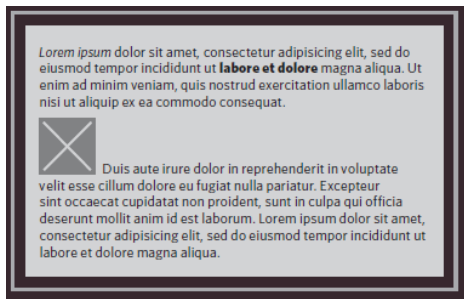 Lorem ipsum dolor sit amet, consectetur adipisicing elit, sed do
eiusmod tempor incididunt ut labore et dolore magna aliqua. Ut
enim ad minim veniam, quis nostrud exercitation ullamco laboris
nisi ut aliquip ex ea commodo consequat.
Duis aute irure dolor in reprehenderit in voluptate
velit esse cillum dolore eu fugiat nulla pariatur. Excepteur
sint occaecat cupidatat non proident, sunt in culpa qui officia
deserunt mollit anim id est laborum. Lorem ipsum dolor sit amet,
consectetur adipisicing elit, sed do eiusmod tempor incididunt ut
labore et dolore magna aliqua.